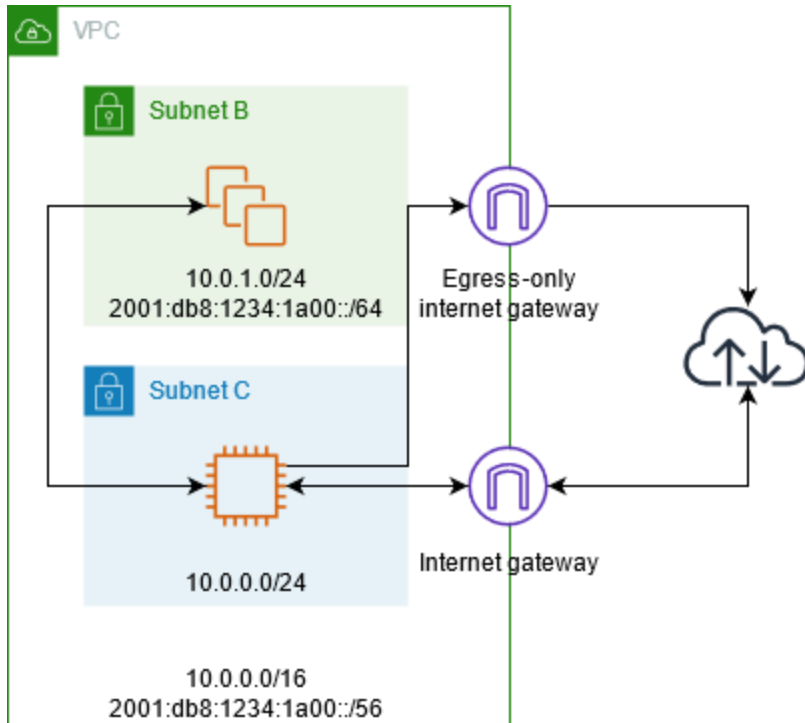 VPC
Subnet B
10.0.1.0/24
2001:db8:1234:1a00::/64
Egress-only
internet gateway
Subnet C
10.0.0.0/24
Internet gateway
10.0.0.0/16
2001:db8:1234:1a00::/56